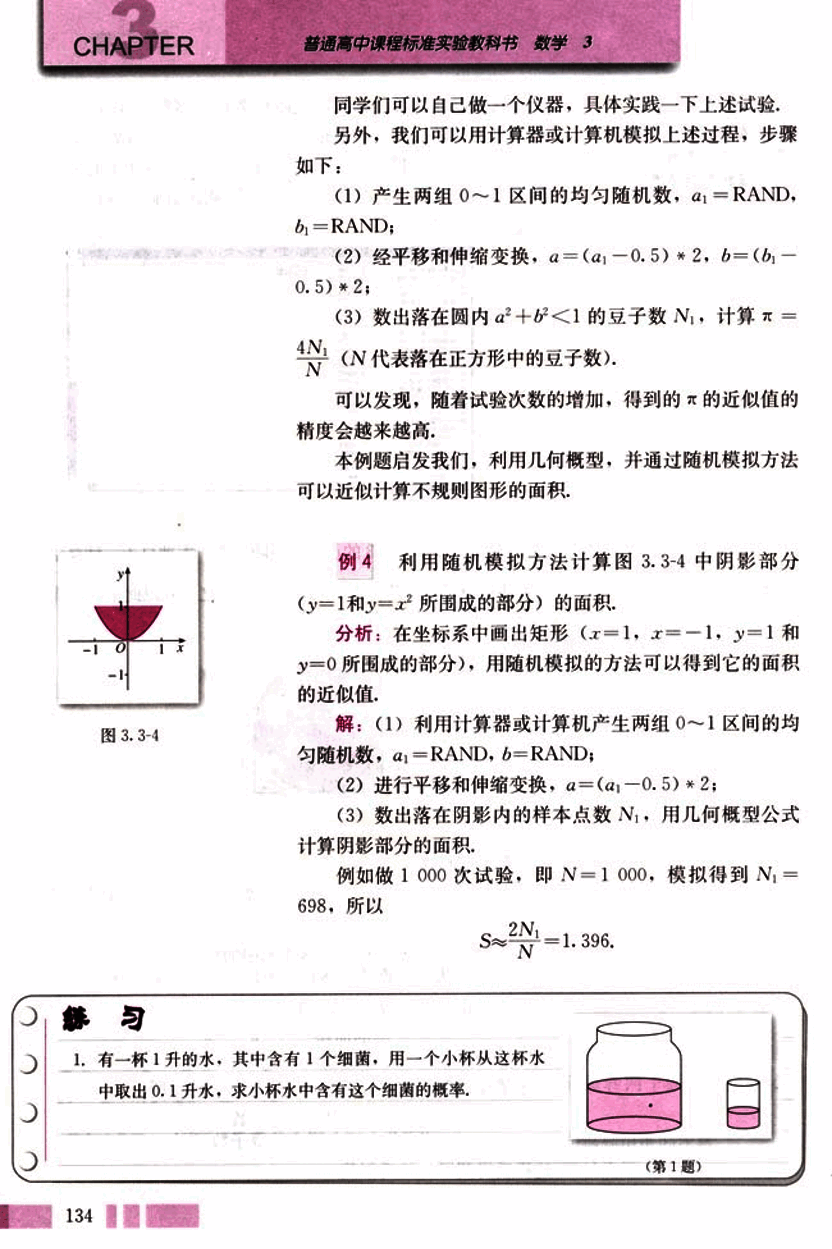 3
CHAPTER
普通高中课程标准实验教科书 数学 3
同学们可以自己做一个仪器，具体实践一下上述试验.
另外，我们可以用计算器或计算机模拟上述过程，步骤
如下：
（1）产生两组 0～1 区间的均匀随机数，a₁＝RAND，
b₁＝RAND；
（2）经平移和伸缩变换，a＝(a₁－0.5)＊2，b＝(b₁－
0.5)＊2；
（3）数出落在圆内 a²＋b²＜1 的豆子数 N₁，计算 π＝
4N₁/N（N 代表落在正方形中的豆子数）.
可以发现，随着试验次数的增加，得到的 π 的近似值的
精度会越来越高.
本例题启发我们，利用几何概型，并通过随机模拟方法
可以近似计算不规则图形的面积.
例 4 利用随机模拟方法计算图 3.3-4 中阴影部分
（y＝1和y＝x² 所围成的部分）的面积.
分析：在坐标系中画出矩形（x＝1，x＝－1，y＝1 和
y＝0 所围成的部分），用随机模拟的方法可以得到它的面积
的近似值.
解：（1）利用计算器或计算机产生两组 0～1 区间的均
匀随机数，a₁＝RAND，b＝RAND；
（2）进行平移和伸缩变换，a＝(a₁－0.5)＊2；
（3）数出落在阴影内的样本点数 N₁，用几何概型公式
计算阴影部分的面积.
例如做 1 000 次试验，即 N＝1 000，模拟得到 N₁＝
698，所以
S≈2N₁/N＝1.396.
y
1
－1 O 1 x
－1
图 3.3-4
练 习
1. 有一杯 1 升的水，其中含有 1 个细菌，用一个小杯从这杯水
中取出 0.1 升水，求小杯水中含有这个细菌的概率.
（第 1 题）
134